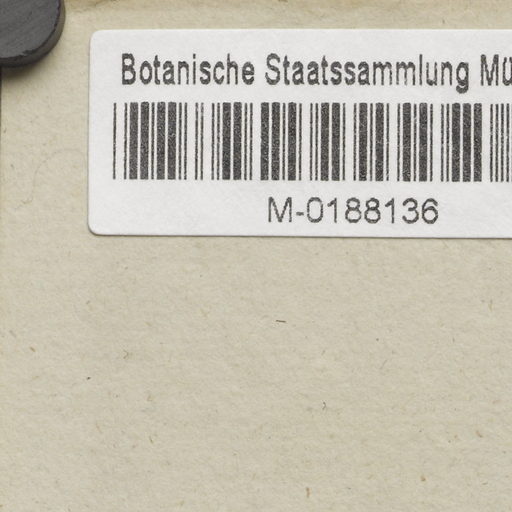 Botanische Staatssammlung Mü
M-0188136